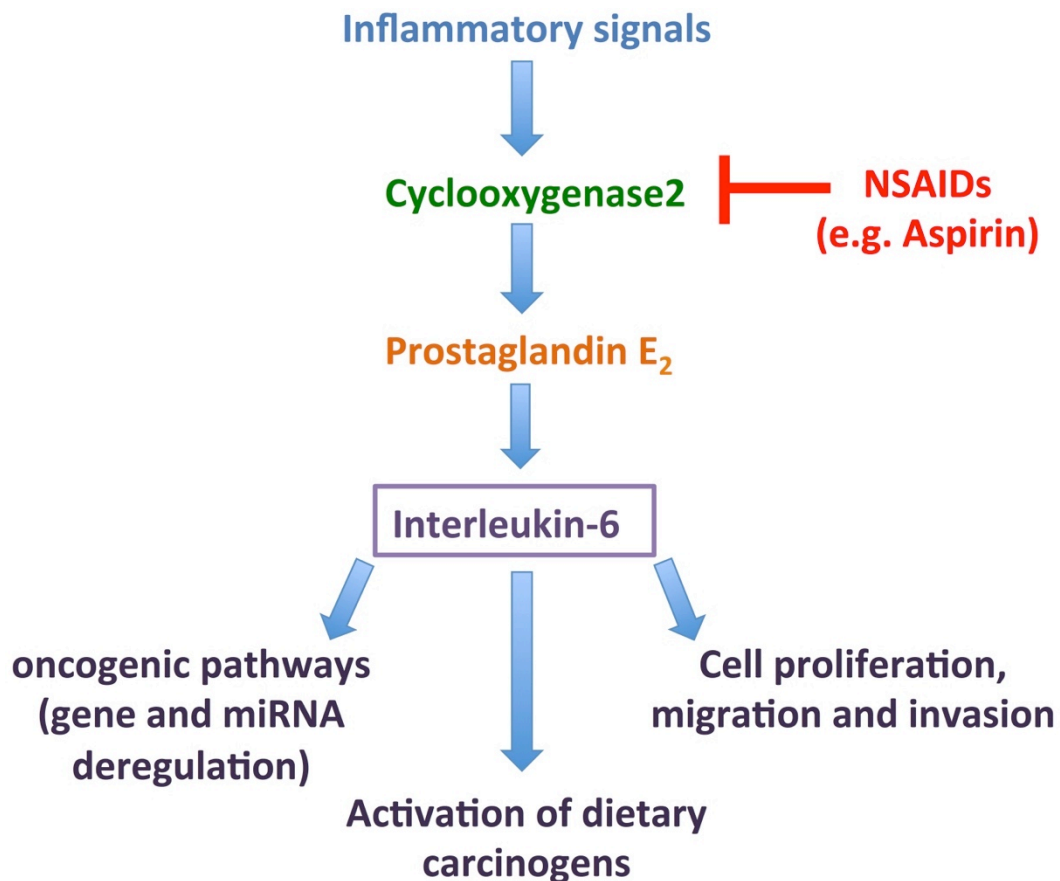 Inflammatory signals
Cyclooxygenase2
NSAIDs
(e.g. Aspirin)
Prostaglandin E₂
Interleukin-6
oncogenic pathways
(gene and miRNA
deregulation)
Cell proliferation,
migration and invasion
Activation of dietary
carcinogens